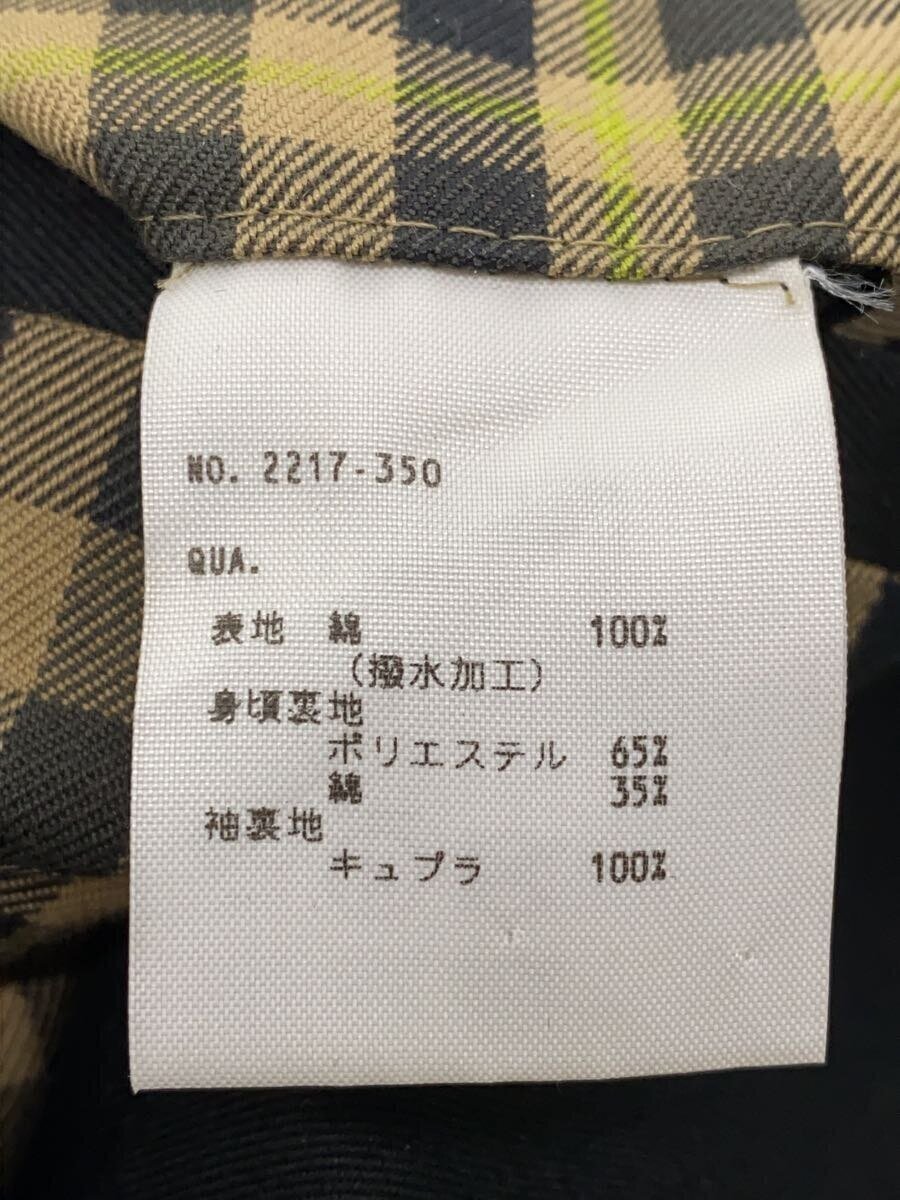 NO. 2217-350
QUA.
表地 綿 100%
(撥水加工)
身頃裏地
ポリエステル 65%
綿 35%
袖裏地
キュプラ 100%